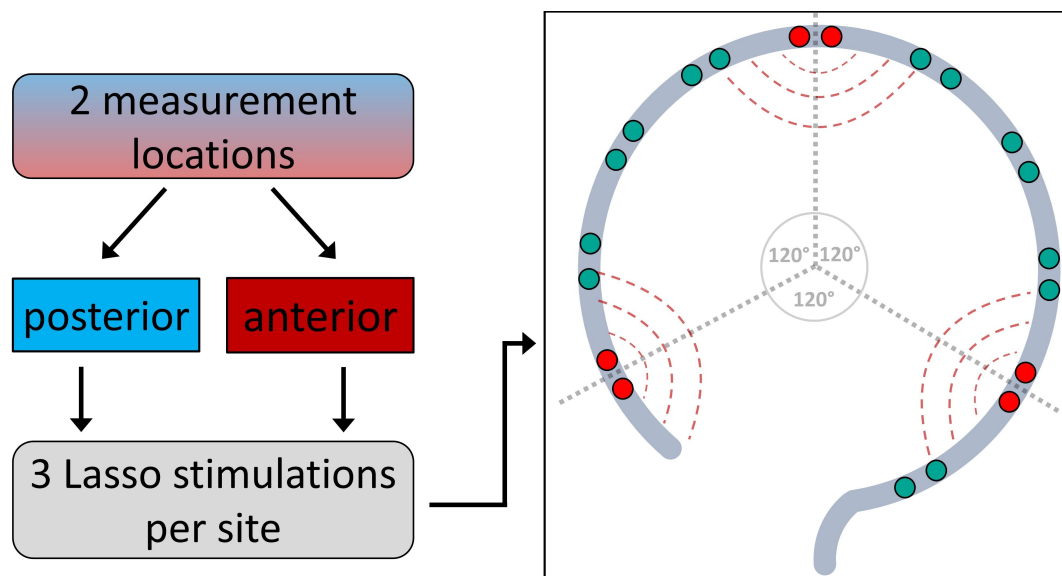 2 measurement
locations
posterior
anterior
3 Lasso stimulations
per site
120°
120°
120°